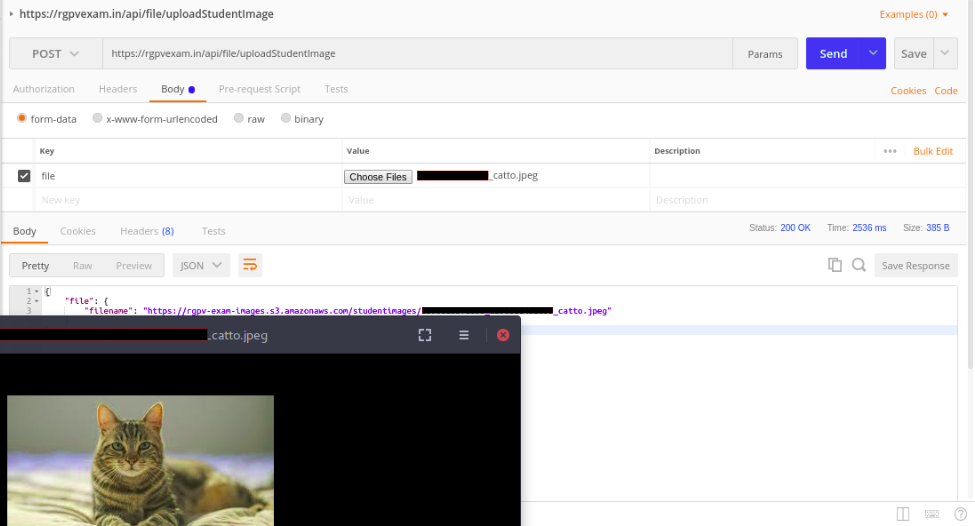 https://rgpvexam.in/api/file/uploadStudentImage
Examples (0)
POST https://rgpvexam.in/api/file/uploadStudentImage Params Send Save
Authorization Headers Body Pre-request Script Tests Cookies Code
form-data x-www-form-urlencoded raw binary
Key Value Description Bulk Edit
file Choose Files _catto.jpeg
New key Value Description
Body Cookies Headers (8) Tests Status: 200 OK Time: 2536 ms Size: 385 B
Pretty Raw Preview JSON Save Response
1 {
2 "file": {
3 "filename": "https://rgpv-exam-images.s3.amazonaws.com/studentimages/ _catto.jpeg"
_catto.jpeg